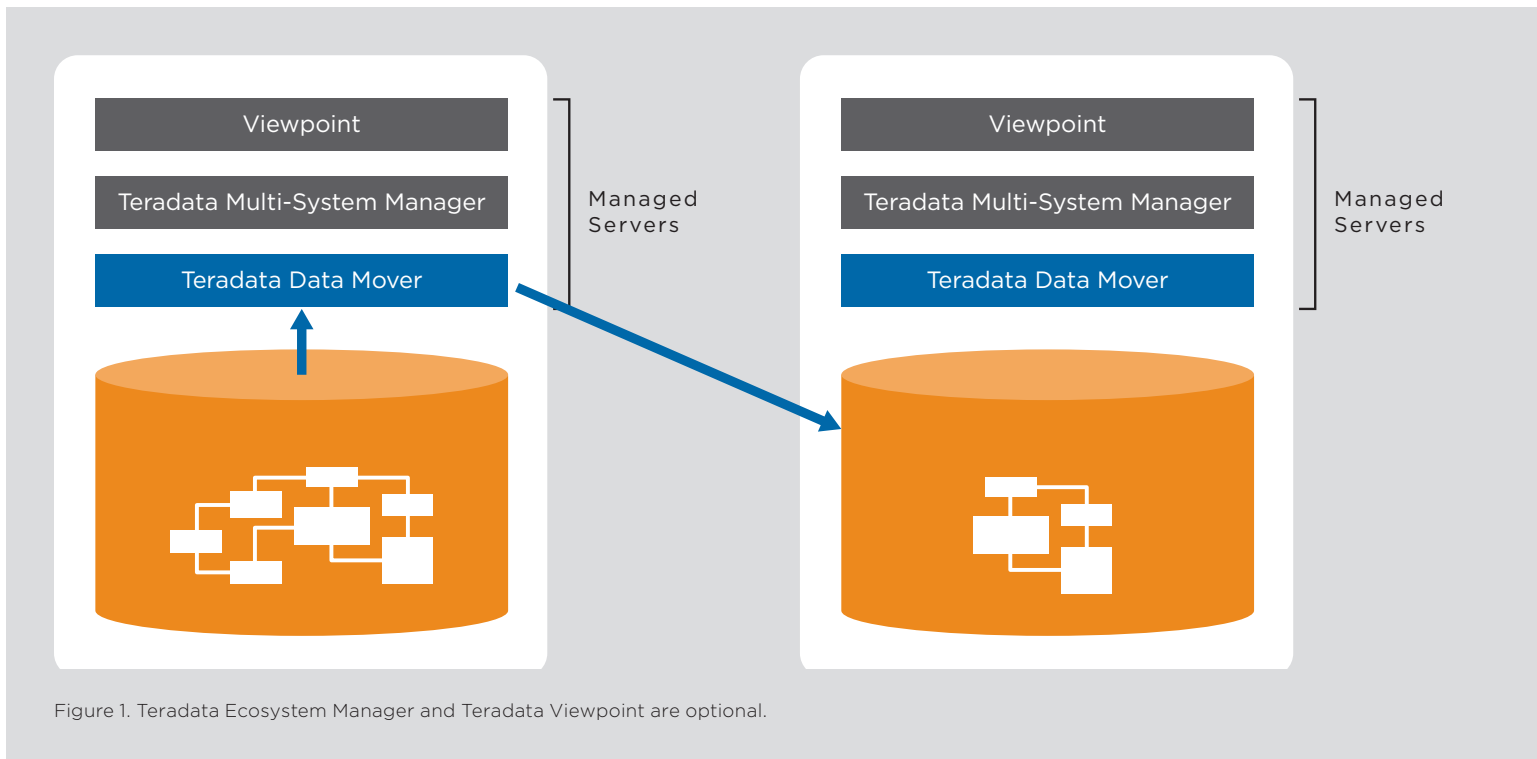 Viewpoint
Teradata Multi-System Manager
Teradata Data Mover
Managed
Servers
Viewpoint
Teradata Multi-System Manager
Teradata Data Mover
Managed
Servers
Figure 1. Teradata Ecosystem Manager and Teradata Viewpoint are optional.